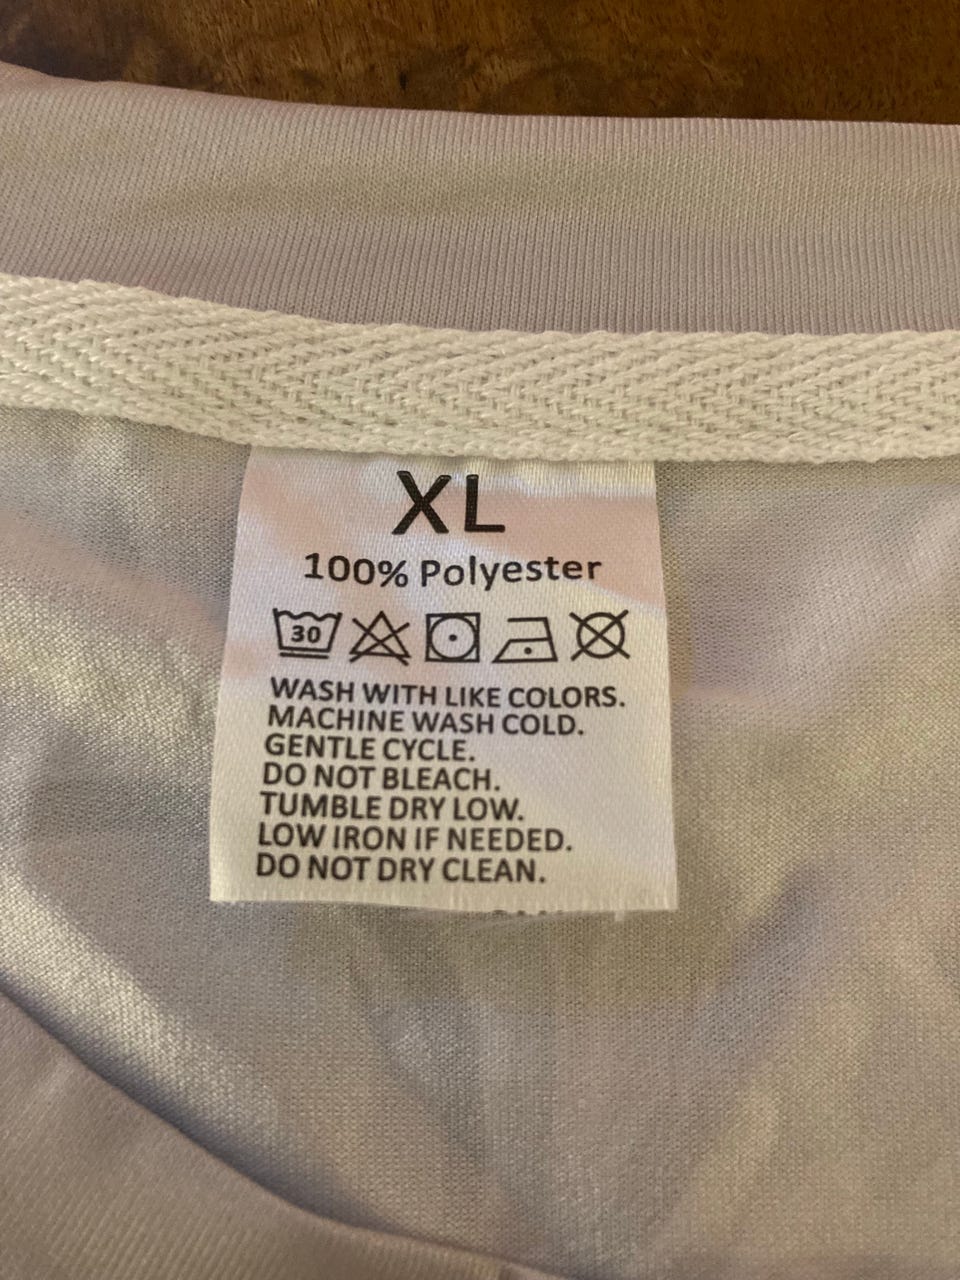 XL
100% Polyester
30
WASH WITH LIKE COLORS.
MACHINE WASH COLD.
GENTLE CYCLE.
DO NOT BLEACH.
TUMBLE DRY LOW.
LOW IRON IF NEEDED.
DO NOT DRY CLEAN.